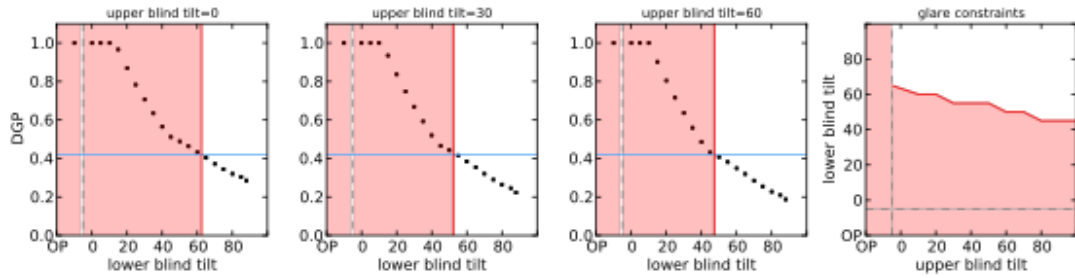 upper blind tilt=0
upper blind tilt=30
upper blind tilt=60
glare constraints
DGP
1.0
0.8
0.6
0.4
0.2
0.0
OP 0 20 40 60 80
lower blind tilt
1.0
0.8
0.6
0.4
0.2
0.0
OP 0 20 40 60 80
lower blind tilt
1.0
0.8
0.6
0.4
0.2
0.0
OP 0 20 40 60 80
lower blind tilt
lower blind tilt
80
60
40
20
0
OP
OP 0 20 40 60 80
upper blind tilt